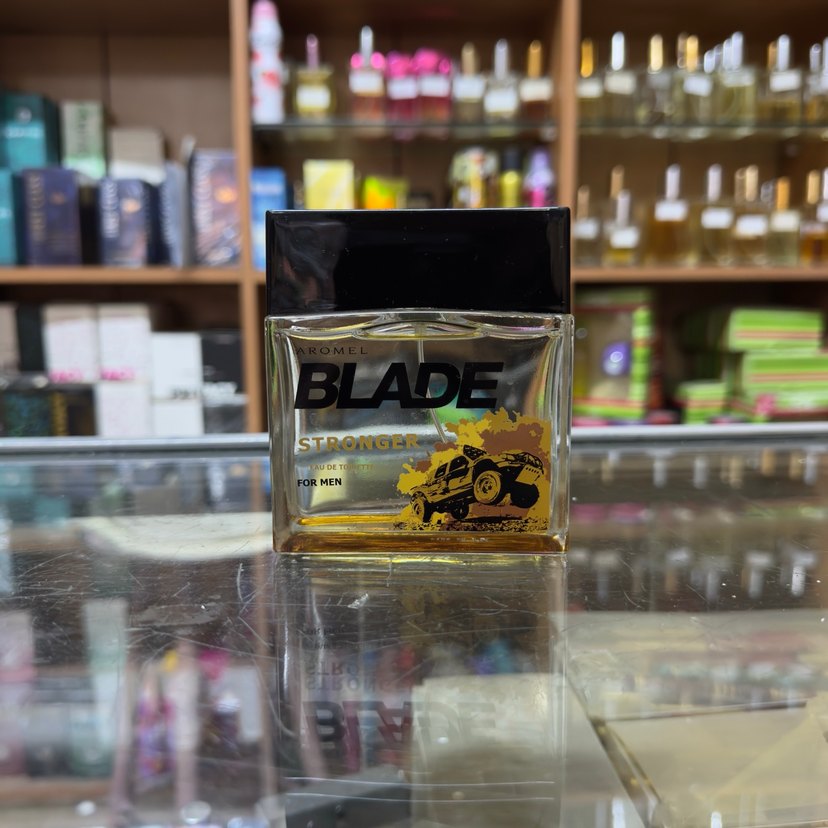 AROMEL
BLADE
STRONGER
EAU DE TOILETTE
FOR MEN